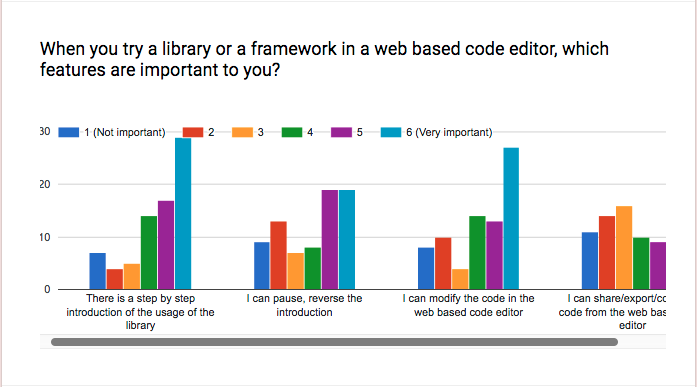 When you try a library or a framework in a web based code editor, which
features are important to you?
30
1 (Not important)
2
3
4
5
6 (Very important)
20
10
0
There is a step by step
introduction of the usage of the
library
I can pause, reverse the
introduction
I can modify the code in the
web based code editor
I can share/export/cc
code from the web bas
editor